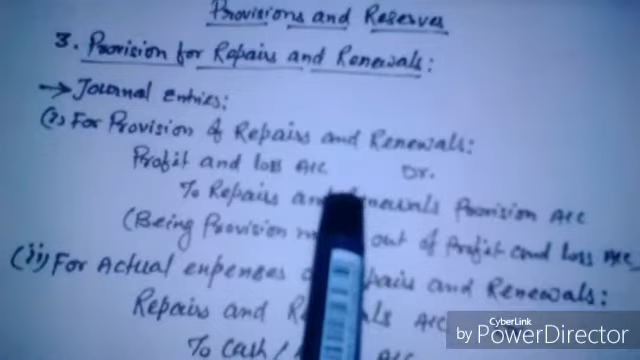 Provisions and Reserves
3. Provision for Repairs and Renewals:
→ Journal Entries:
(i) For Provision of Repairs and Renewals:
Profit and loss A/C Dr.
To Repairs and Provision A/C
(Being Provision out of Profit and loss A/C
(ii) For Actual expenses and Renewals:
Repairs and A/C
To Cash / A/C
CyberLink
by PowerDirector